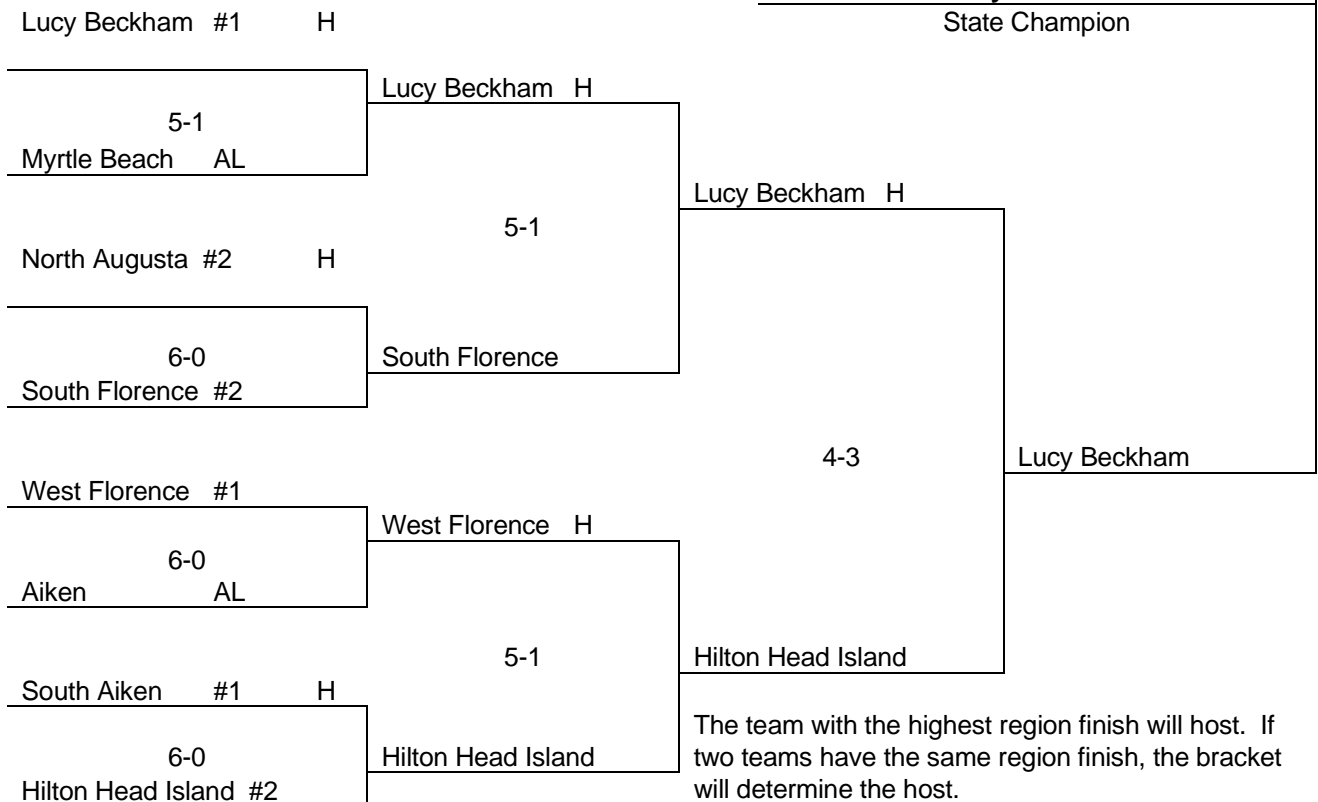 Lucy Beckham #1 H
State Champion
Lucy Beckham H
5-1
Myrtle Beach AL
Lucy Beckham H
5-1
North Augusta #2 H
6-0
South Florence
South Florence #2
4-3
Lucy Beckham
West Florence #1
West Florence H
6-0
Aiken AL
5-1
Hilton Head Island
South Aiken #1 H
The team with the highest region finish will host. If
two teams have the same region finish, the bracket
will determine the host.
6-0
Hilton Head Island
Hilton Head Island #2